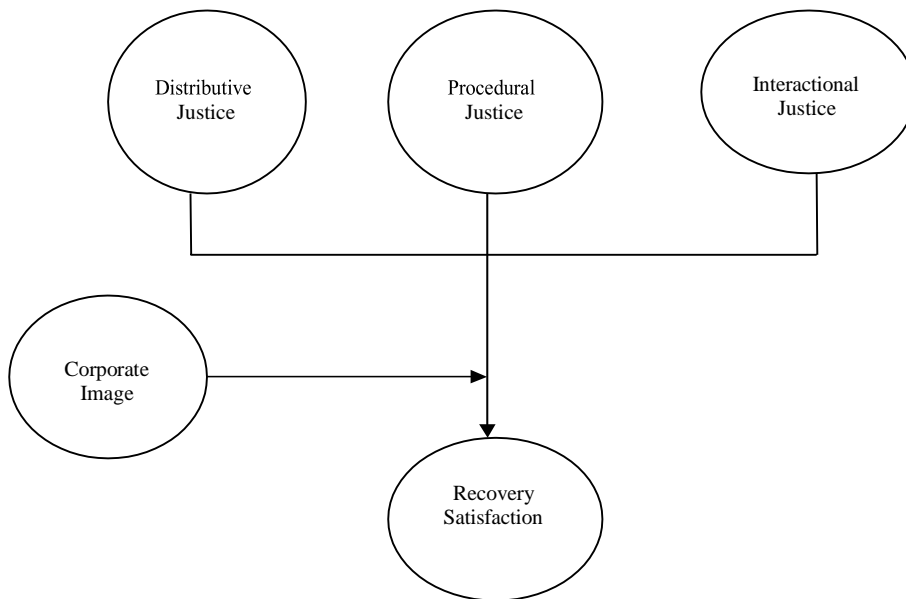 Distributive
Justice
Procedural
Justice
Interactional
Justice
Corporate
Image
Recovery
Satisfaction